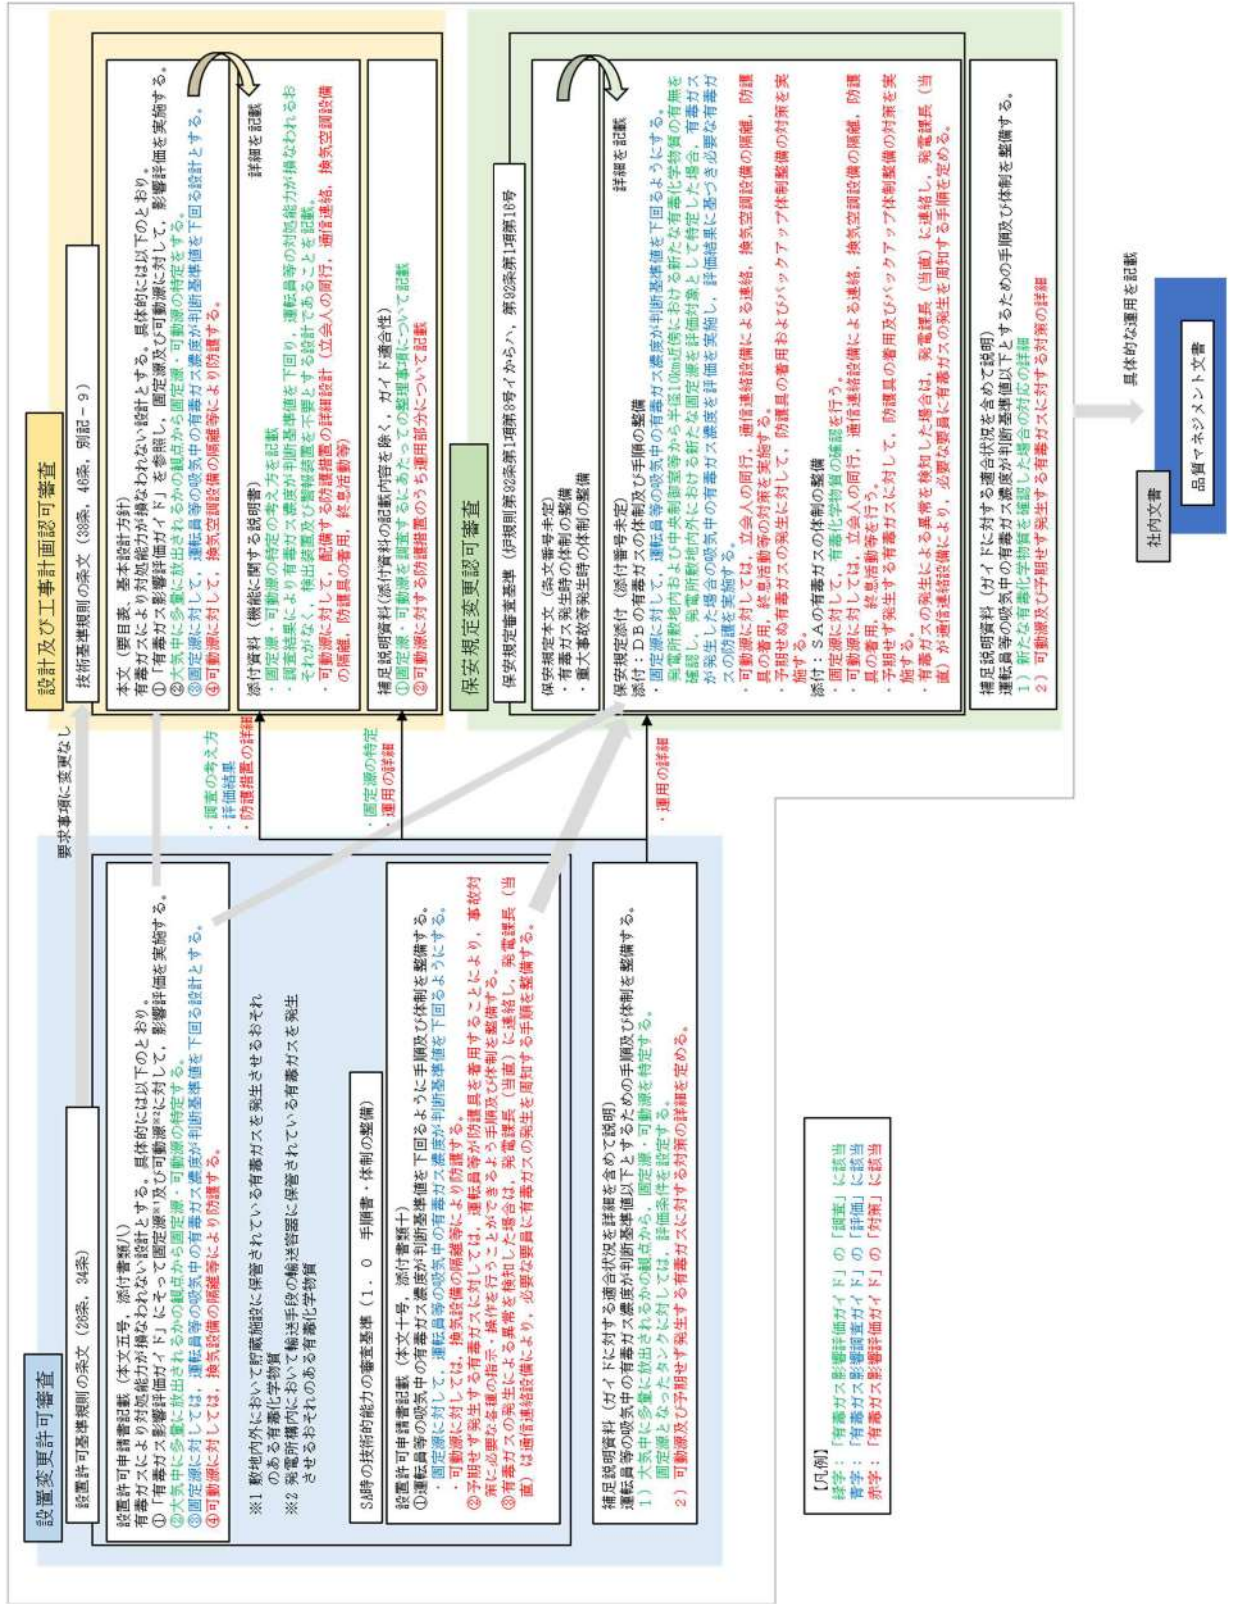 設置変更許可審査
設置許可基準規則の条文(26条,34条)
設置許可申請書記載(本文五号,添付書類八)
有毒ガスにより対処能力が損なわれない設計とする。具体的には以下のとおり。
①「有毒ガス影響評価ガイド」にそって固定源※1及び可動源※2に対して,影響評価を実施する。
②大気中に多量に放出されるかの観点から固定源・可動源の特定する。
③固定源に対しては,運転員等の吸気中の有毒ガス濃度が判断基準値を下回る設計とする。
④可動源に対しては,換気設備の隔離等により防護する。
※1 敷地内外において貯蔵施設に保管されている有毒ガスを発生させるおそれ
のある有毒化学物質
※2 発電所構内において輸送手段の輸送容器に保管されている有毒ガスを発生
させるおそれのある有毒化学物質
SA時の技術的能力の審査基準(1.0 手順書・体制の整備)
設置許可申請書記載(本文十号,添付書類十)
①運転員等の吸気中の有毒ガス濃度が判断基準値を下回るように手順及び体制を整備する。
・固定源に対して,運転員等の吸気中の有毒ガス濃度が判断基準値を下回るようにする。
・可動源に対しては,換気設備の隔離等により防護する。
②予期せず発生する有毒ガスに対しては,運転員等が防護具を着用することにより,事故対
策に必要な各種の指示・操作を行うことができるよう手順及び体制を整備する。
③有毒ガスの発生による異常を検知した場合は,発電課長(当直)に連絡し,発電課長(当
直)は通信連絡設備により,必要な要員に有毒ガスの発生を周知する手順を整備する。
補足説明資料(ガイドに対する適合状況を詳細を含めて説明)
運転員等の吸気中の有毒ガス濃度が判断基準値以下とするための手順及び体制を整備する。
1)大気中に多量に放出されるかの観点から,固定源・可動源を特定する。
固定源となったタンクに対しては,評価条件を設定する。
2)可動源及び予期せず発生する有毒ガスに対する対策の詳細を定める。
【凡例】
緑字:「有毒ガス影響評価ガイド」の「調査」に該当
青字:「有毒ガス影響調査ガイド」の「評価」に該当
赤字:「有毒ガス影響評価ガイド」の「対策」に該当
要求事項に変更なし
・調査の考え方
・評価結果
・防護措置の詳細
・固定源の特定
・運用の詳細
・運用の詳細
設計及び工事計画認可審査
技術基準規則の条文(38条,46条,別記-9)
本文(要目表、基本設計方針)
有毒ガスにより対処能力が損なわれない設計とする。具体的には以下のとおり。
①「有毒ガス影響評価ガイド」を参照し,固定源及び可動源に対して,影響評価を実施する。
②大気中に多量に放出されるかの観点から固定源・可動源の特定をする。
③固定源に対して,運転員等の吸気中の有毒ガス濃度が判断基準値を下回る設計とする。
④可動源に対して,換気空調設備の隔離等により防護する。
詳細を記載
添付資料(機能に関する説明書)
・固定源・可動源の特定の考え方を記載
・調査結果により有毒ガス濃度が判断基準値を下回り,運転員等の対処能力が損なわれるお
それがなく,検出装置及び警報装置を不要とする設計であることを記載。
・可動源に対して,配備する防護措置の詳細設計(立会人の同行,通信連絡,換気空調設備
の隔離,防護具の着用,終息活動等)
補足説明資料(添付資料の記載内容を除く,ガイド適合性)
①固定源・可動源を調査するにあたっての整理事項について記載
②可動源に対する防護措置のうち運用部分について記載
保安規定変更認可審査
保安規定審査基準(炉規則第92条第1項第8号イからハ,第92条第1項第16号
保安規定本文(条文番号未定)
・有毒ガス発生時の体制の整備
・重大事故等発生時の体制の整備
詳細を記載
保安規定添付(添付番号未定)
添付:DBの有毒ガスの体制及び手順の整備
・固定源に対して,運転員等の吸気中の有毒ガス濃度が判断基準値を下回るようにする。
発電所敷地内および中央制御室等から半径10km近傍における新たな有毒化学物質の有無を
確認し,発電所敷地内外における新たな固定源を評価対象として特定した場合,有毒ガス
が発生した場合の吸気中の有毒ガス濃度を評価を実施し,評価結果に基づき必要な有毒ガ
スの防護を実施する。
・可動源に対しては,立会人の同行,通信連絡設備による連絡,換気空調設備の隔離,防護
具の着用,終息活動等の対策を実施する。
・予期せぬ有毒ガスの発生に対して,防護具の着用およびバックアップ体制整備の対策を実
施する。
添付:SAの有毒ガスの体制の整備
・固定源に対して,有毒化学物質の確認を行う。
・可動源に対しては,立会人の同行,通信連絡設備による連絡,換気空調設備の隔離,防護
具の着用,終息活動等を行う。
・予期せず発生する有毒ガスに対して,防護具の着用及びバックアップ体制整備の対策を実
施する。
・有毒ガスの発生による異常を検知した場合は,発電課長(当直)に連絡し,発電課長(当
直)が通信連絡設備により,必要な要員に有毒ガスの発生を周知する手順を定める。
補足説明資料(ガイドに対する適合状況を含めて説明)
運転員等の吸気中の有毒ガス濃度が判断基準値以下とするための手順及び体制を整備する。
1)新たな有毒化学物質を確認した場合の対応の詳細
2)可動源及び予期せず発生する有毒ガスに対する対策の詳細
具体的な運用を記載
社内文書
品質マネジメント文書